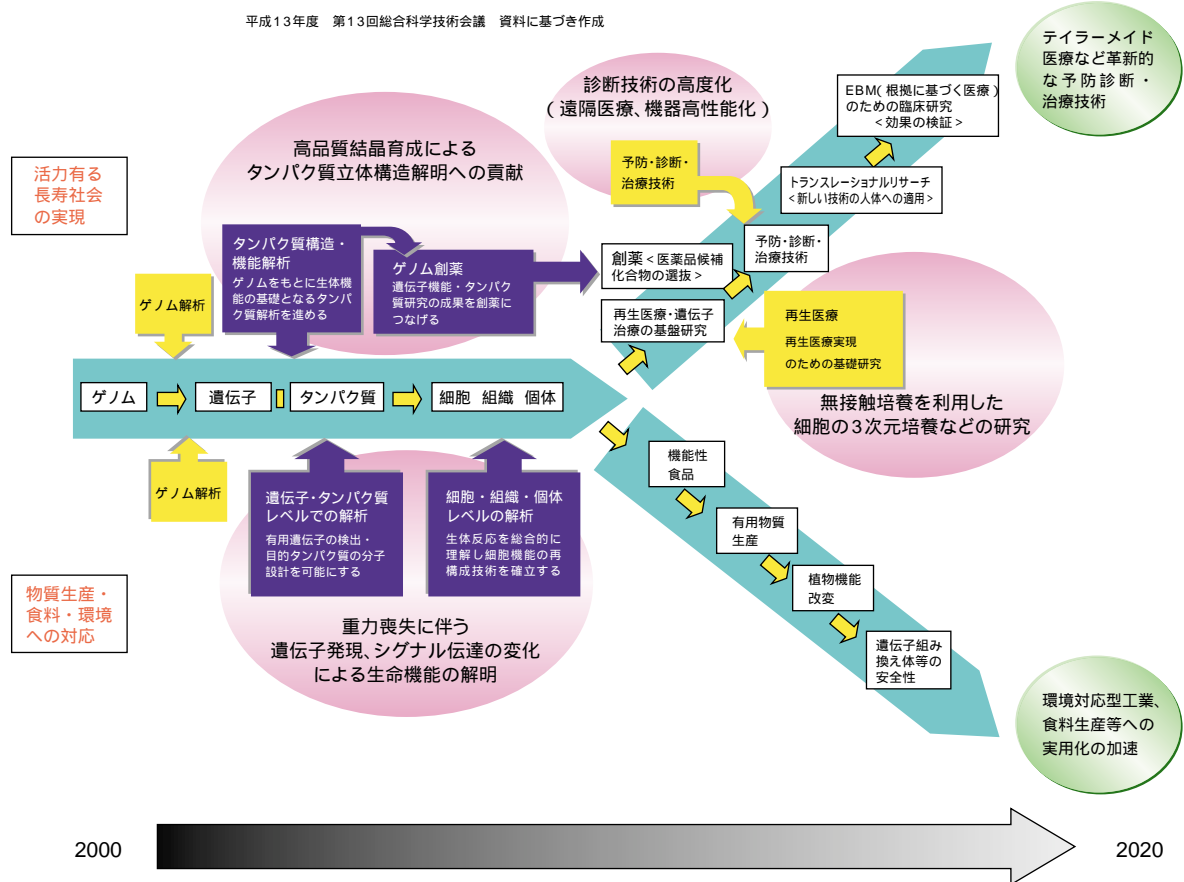 平成13年度　第13回総合科学技術会議　資料に基づき作成
テイラーメイド
医療など革新的
な予防診断・
治療技術
診断技術の高度化
（遠隔医療、機器高性能化）
EBM（根拠に基づく医療）
のための臨床研究
＜効果の検証＞
高品質結晶育成による
タンパク質立体構造解明への貢献
予防・診断・
治療技術
活力有る
長寿社会
の実現
トランスレーショナルリサーチ
＜新しい技術の人体への適用＞
タンパク質構造・
機能解析
ゲノムをもとに生体機
能の基礎となるタンパ
ク質解析を進める
ゲノム創薬
遺伝子機能・タンパク
質研究の成果を創薬に
つなげる
創薬＜医薬品候補
化合物の選抜＞
予防・診断・
治療技術
ゲノム解析
再生医療・遺伝子
治療の基盤研究
再生医療
再生医療実現
のための基礎研究
ゲノム
遺伝子
タンパク質
細胞　組織　個体
無接触培養を利用した
細胞の3次元培養などの研究
ゲノム解析
遺伝子・タンパク質
レベルでの解析
有用遺伝子の検出・
目的タンパク質の分子
設計を可能にする
細胞・組織・個体
レベルの解析
生体反応を総合的に
理解し細胞機能の再
構成技術を確立する
機能性
食品
有用物質
生産
植物機能
改変
遺伝子組み
換え体等の
安全性
物質生産・
食料・環境
への対応
重力喪失に伴う
遺伝子発現、シグナル伝達の変化
による生命機能の解明
環境対応型工業、
食料生産等への
実用化の加速
2000
2020